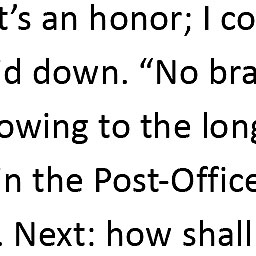 t's an honor; I co
d down. “No bra
owing to the long
n the Post-Office
. Next: how shall